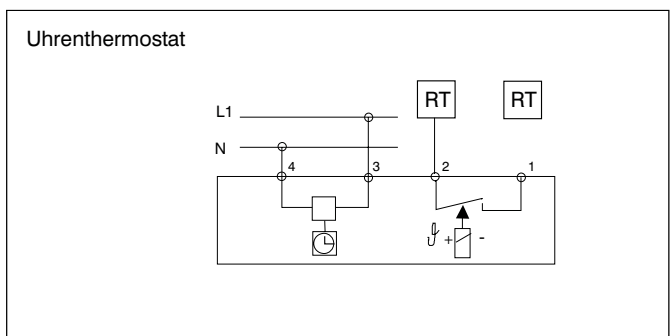 Uhrenthermostat
RT RT
L1
N
4 3 2 1
ϑ + -